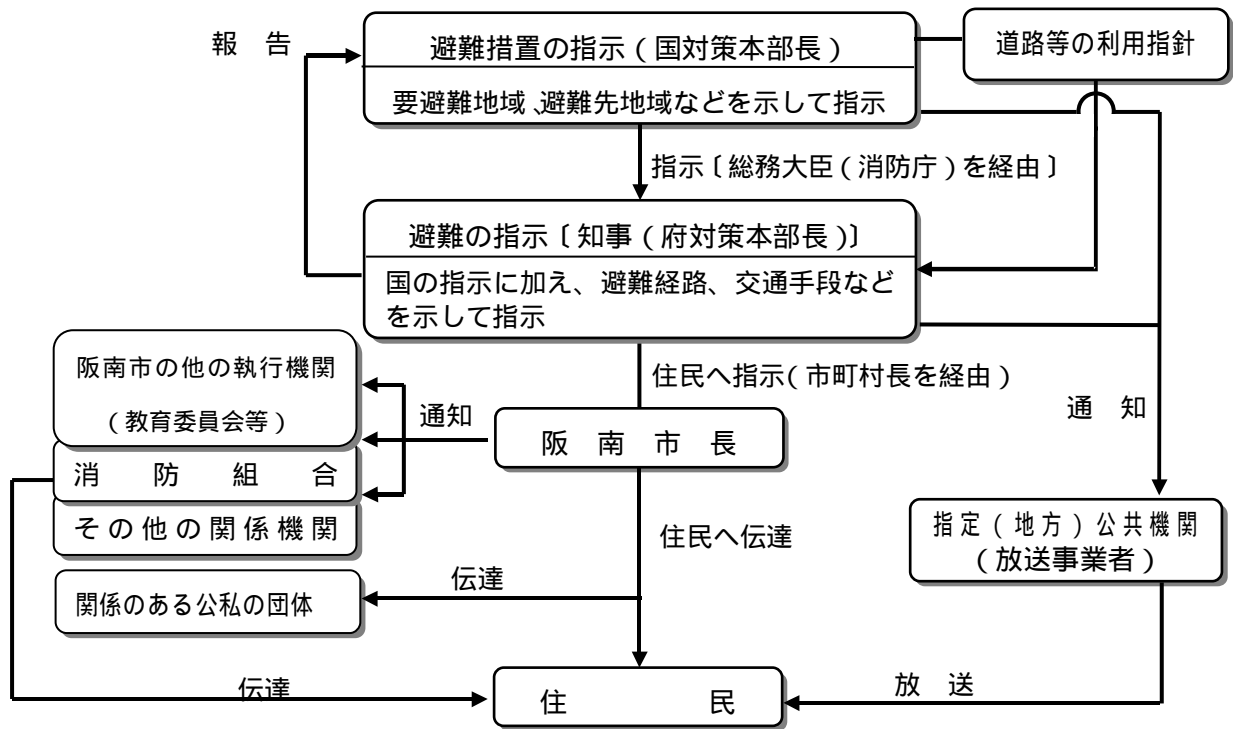 報 告
避難措置の指示(国対策本部長)
道路等の利用指針
要避難地域、避難先地域などを示して指示
指示〔総務大臣(消防庁)を経由〕
避難の指示〔知事(府対策本部長)〕
国の指示に加え、避難経路、交通手段など
を示して指示
阪南市の他の執行機関
(教育委員会等)
住民へ指示(市町村長を経由)
通知
通 知
阪 南 市 長
消 防 組 合
その他の関係機関
住民へ伝達
指定(地方)公共機関
(放送事業者)
伝達
関係のある公私の団体
伝達
放 送
住 民